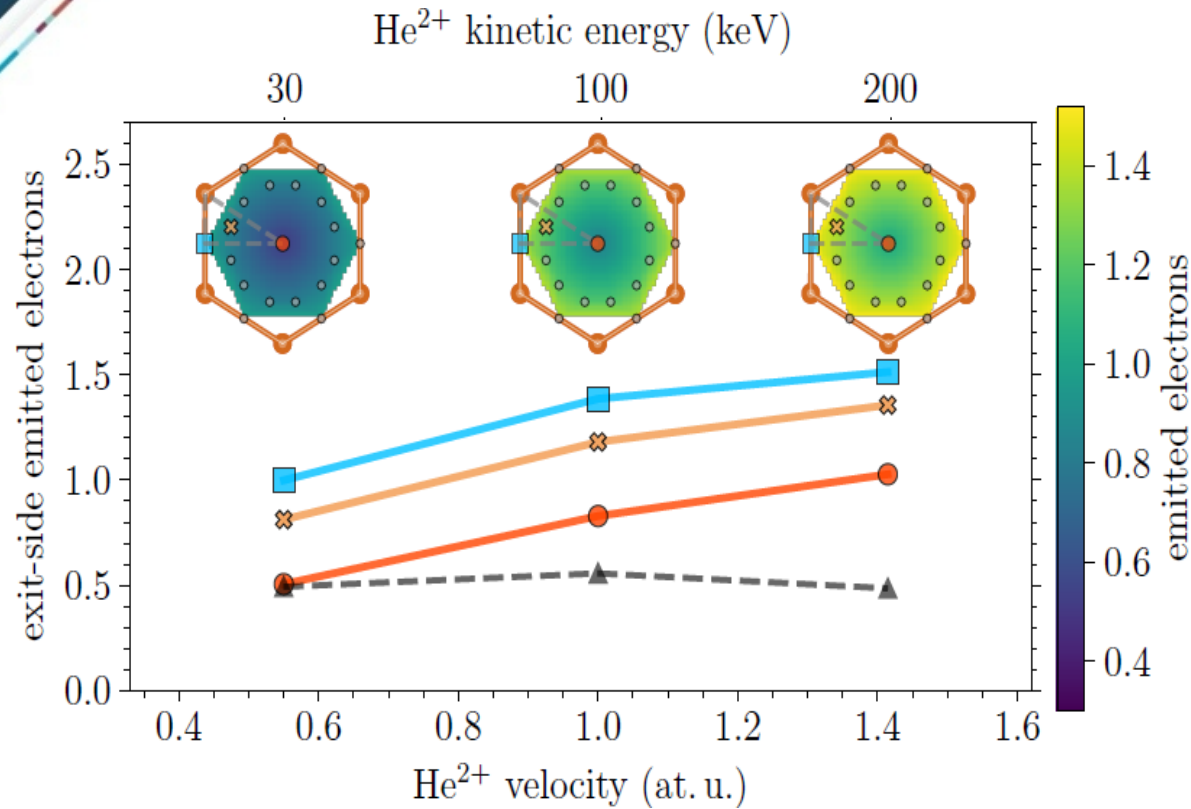 He²⁺ kinetic energy (keV)
30 100 200
exit-side emitted electrons
2.5
2.0
1.5
1.0
0.5
0.0
0.4 0.6 0.8 1.0 1.2 1.4 1.6
He²⁺ velocity (at. u.)
1.4
1.2
1.0
0.8
0.6
0.4
emitted electrons